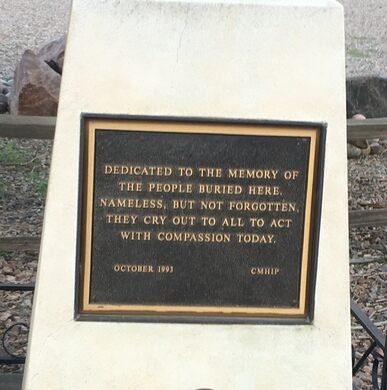 DEDICATED TO THE MEMORY OF
THE PEOPLE BURIED HERE.
NAMELESS, BUT NOT FORGOTTEN,
THEY CRY OUT TO ALL TO ACT
WITH COMPASSION TODAY.
OCTOBER 1993 CMHIP